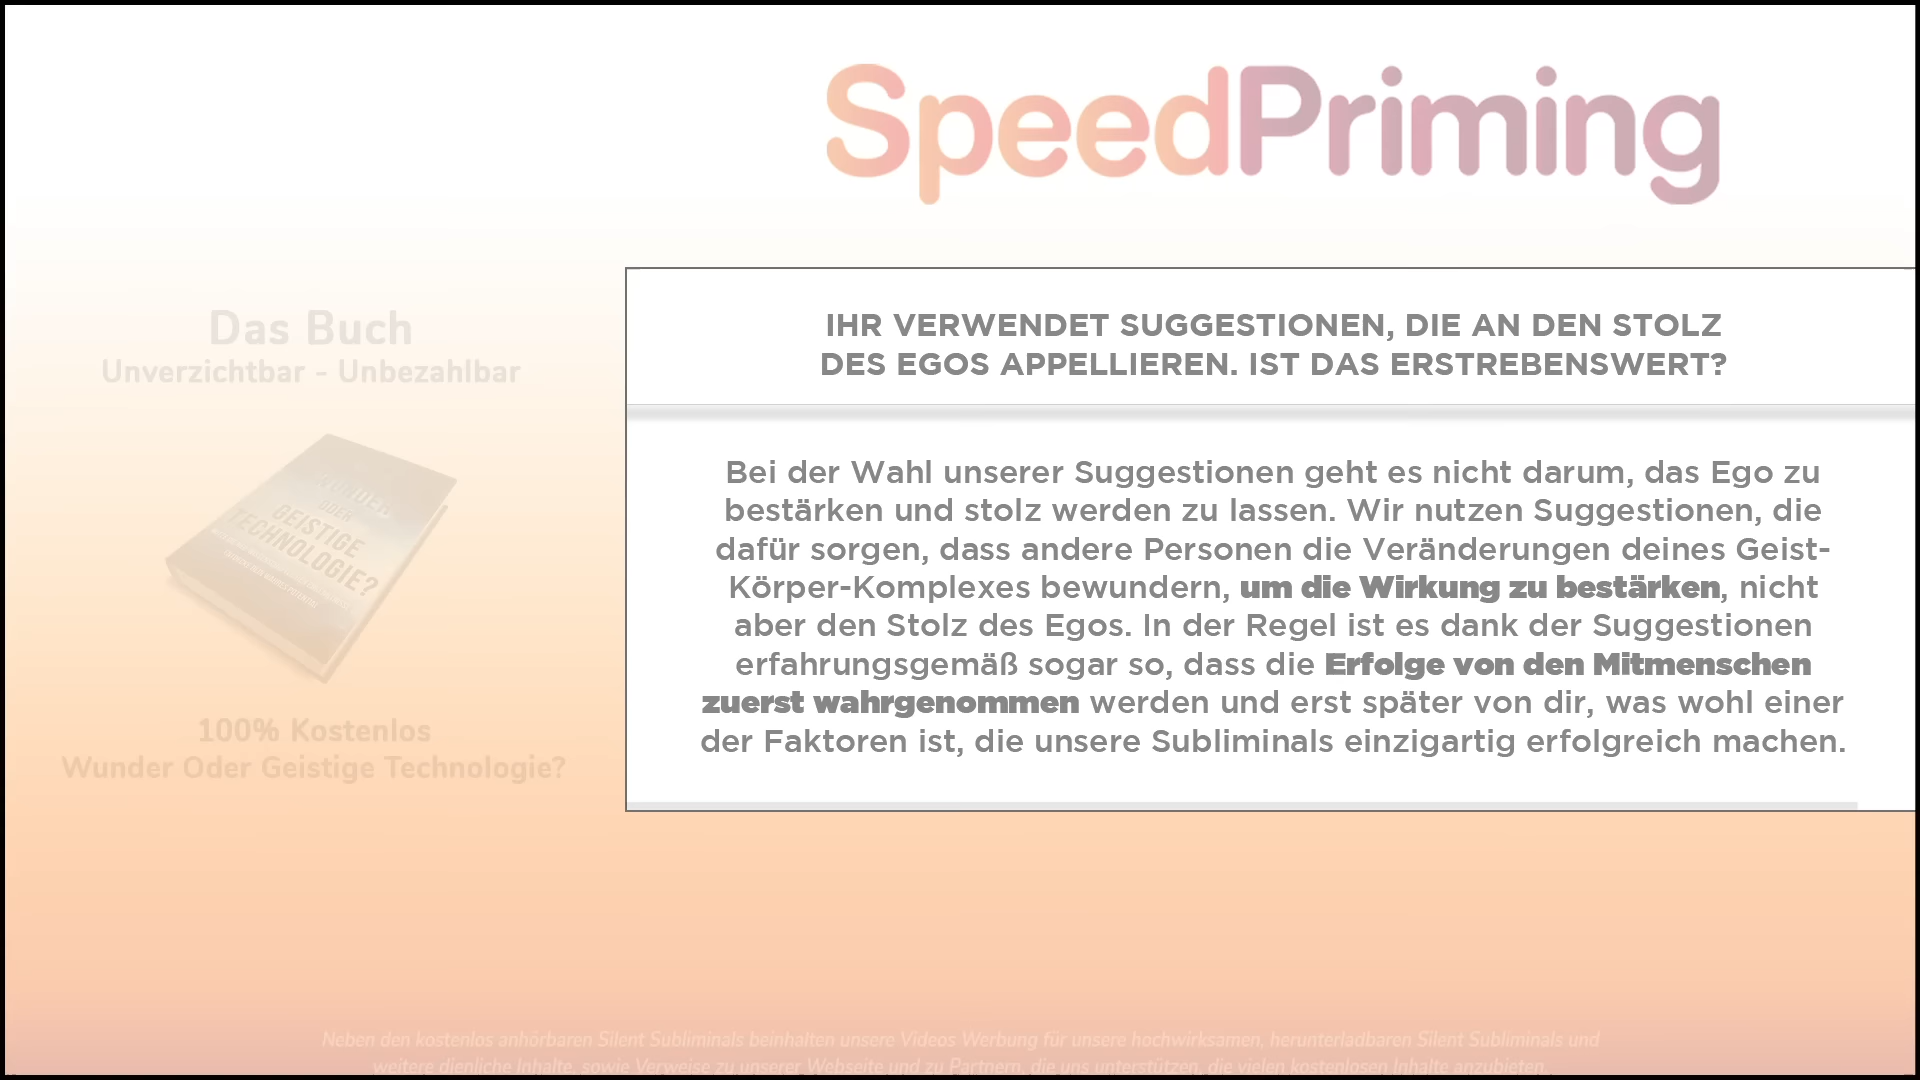 SpeedPriming
Das Buch
Unverzichtbar - Unbezahlbar
WUNDER
ODER
GEISTIGE
TECHNOLOGIE?
100% Kostenlos
Wunder Oder Geistige Technologie?
IHR VERWENDET SUGGESTIONEN, DIE AN DEN STOLZ
DES EGOS APPELLIEREN. IST DAS ERSTREBENSWERT?
Bei der Wahl unserer Suggestionen geht es nicht darum, das Ego zu
bestärken und stolz werden zu lassen. Wir nutzen Suggestionen, die
dafür sorgen, dass andere Personen die Veränderungen deines Geist-
Körper-Komplexes bewundern, um die Wirkung zu bestärken, nicht
aber den Stolz des Egos. In der Regel ist es dank der Suggestionen
erfahrungsgemäß sogar so, dass die Erfolge von den Mitmenschen
zuerst wahrgenommen werden und erst später von dir, was wohl einer
der Faktoren ist, die unsere Subliminals einzigartig erfolgreich machen.
Neben den kostenlos anhörbaren Silent Subliminals beinhalten unsere Videos Werbung für unsere hochwirksamen, herunterladbaren Silent Subliminals und
weitere dienliche Inhalte, sowie Verweise zu unserer Webseite und zu Partnern, die uns unterstützen, die vielen kostenlosen Inhalte anzubieten.